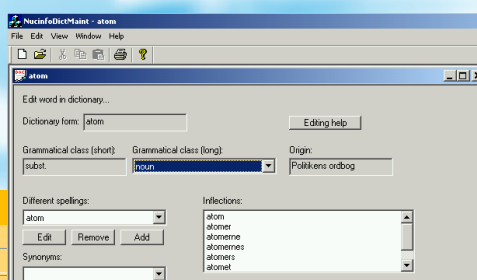 NucinfoDictMaint - atom
File Edit View Window Help
atom
Edit word in dictionary...
Dictionary form: atom
Editing help
Grammatical class (short): Grammatical class (long): Origin:
subst. noun Politikens ordbog
Different spellings: Inflections:
atom
Edit Remove Add
Synonyms:
atom
atomer
atomerne
atomernes
atomers
atomet